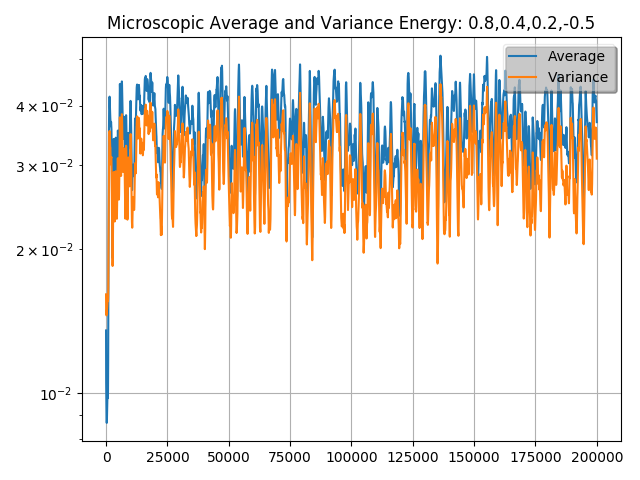 Microscopic Average and Variance Energy: 0.8,0.4,0.2,-0.5
Average
Variance
4 × 10⁻²
3 × 10⁻²
2 × 10⁻²
10⁻²
0 25000 50000 75000 100000 125000 150000 175000 200000